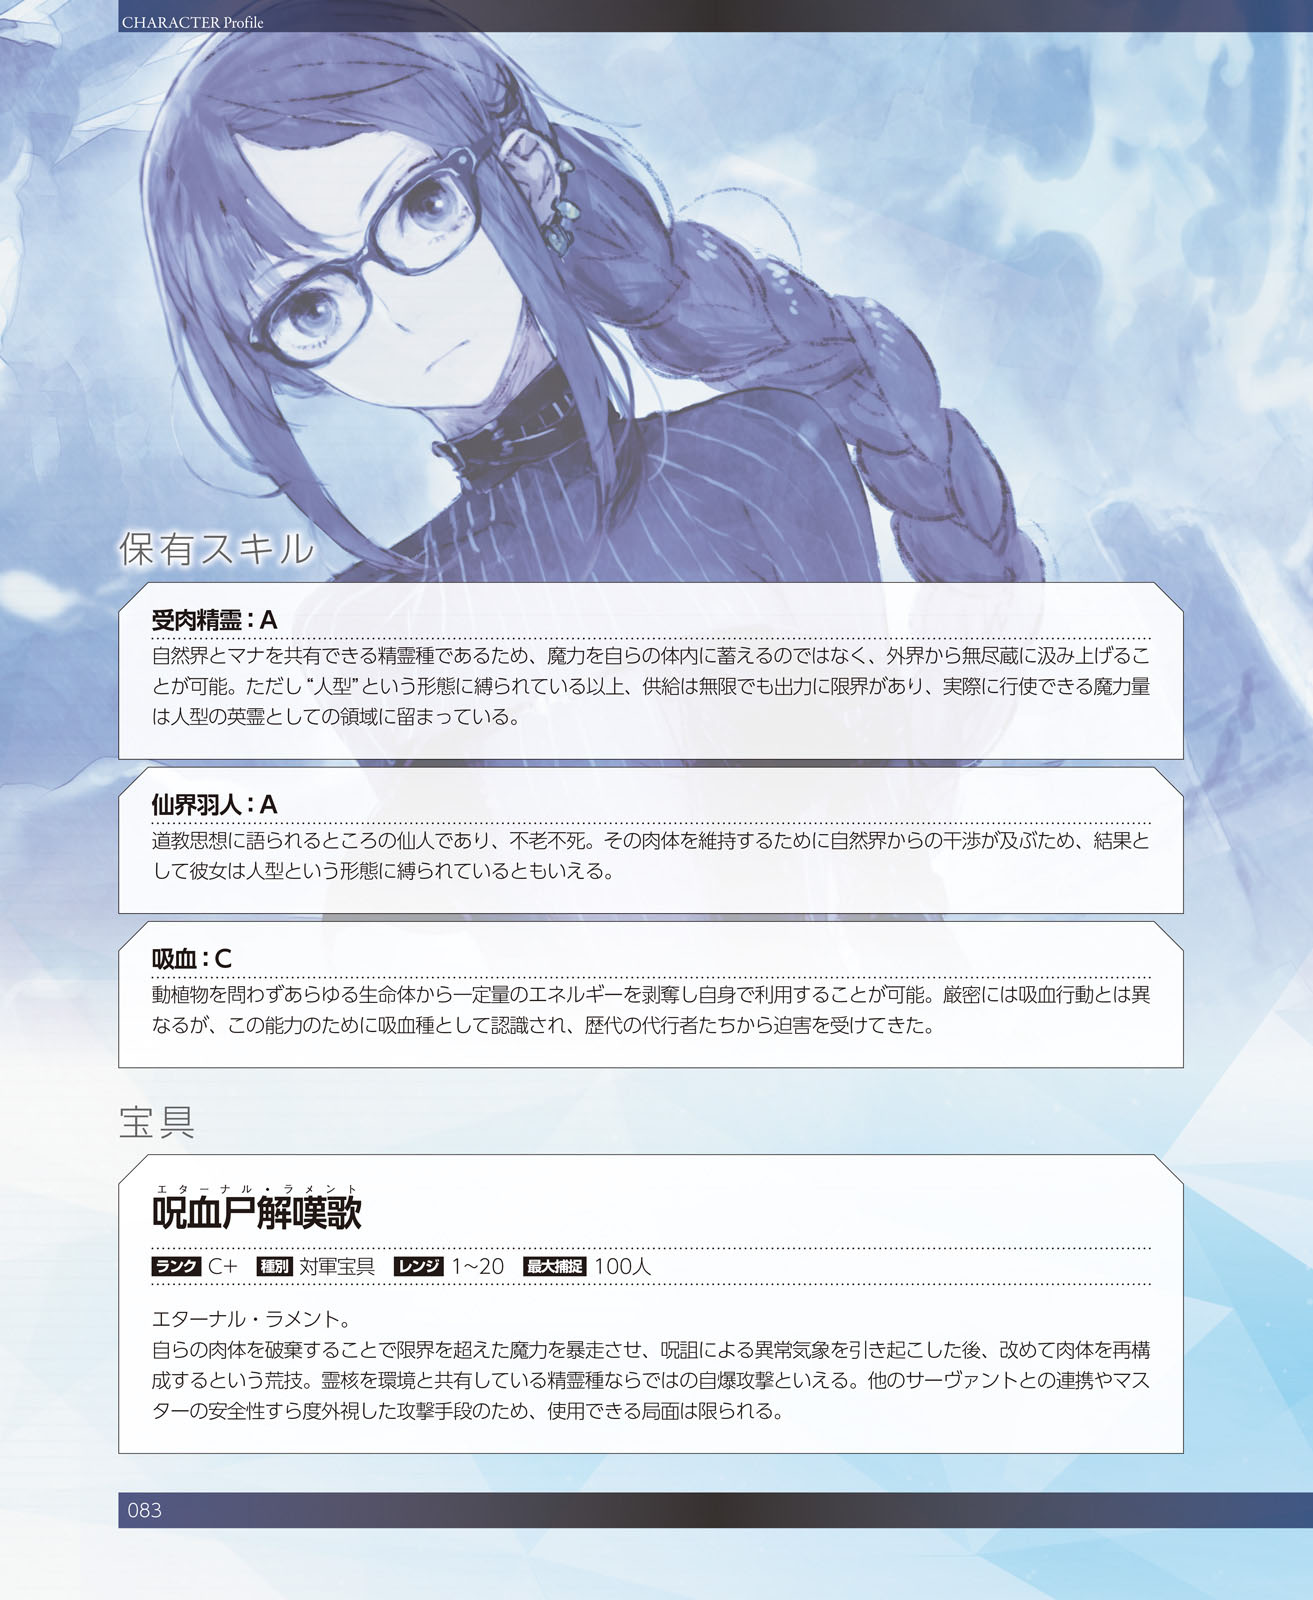 CHARACTER Profile
保有スキル
受肉精霊：A
自然界とマナを共有できる精霊種であるため、魔力を自らの体内に蓄えるのではなく、外界から無尽蔵に汲み上げるこ
とが可能。ただし“人型”という形態に縛られている以上、供給は無限でも出力に限界があり、実際に行使できる魔力量
は人型の英霊としての領域に留まっている。
仙界羽人：A
道教思想に語られるところの仙人であり、不老不死。その肉体を維持するために自然界からの干渉が及ぶため、結果と
して彼女は人型という形態に縛られているともいえる。
吸血：C
動植物を問わずあらゆる生命体から一定量のエネルギーを剥奪し自身で利用することが可能。厳密には吸血行動とは異
なるが、この能力のために吸血種として認識され、歴代の代行者たちから迫害を受けてきた。
宝具
エターナル・ラメント
呪血尸解嘆歌
ランク C+ 種別 対軍宝具 レンジ 1～20 最大捕捉 100人
エターナル・ラメント。
自らの肉体を破棄することで限界を超えた魔力を暴走させ、呪詛による異常気象を引き起こした後、改めて肉体を再構
成するという荒技。霊核を環境と共有している精霊種ならではの自爆攻撃といえる。他のサーヴァントとの連携やマス
ターの安全性すら度外視した攻撃手段のため、使用できる局面は限られる。
083